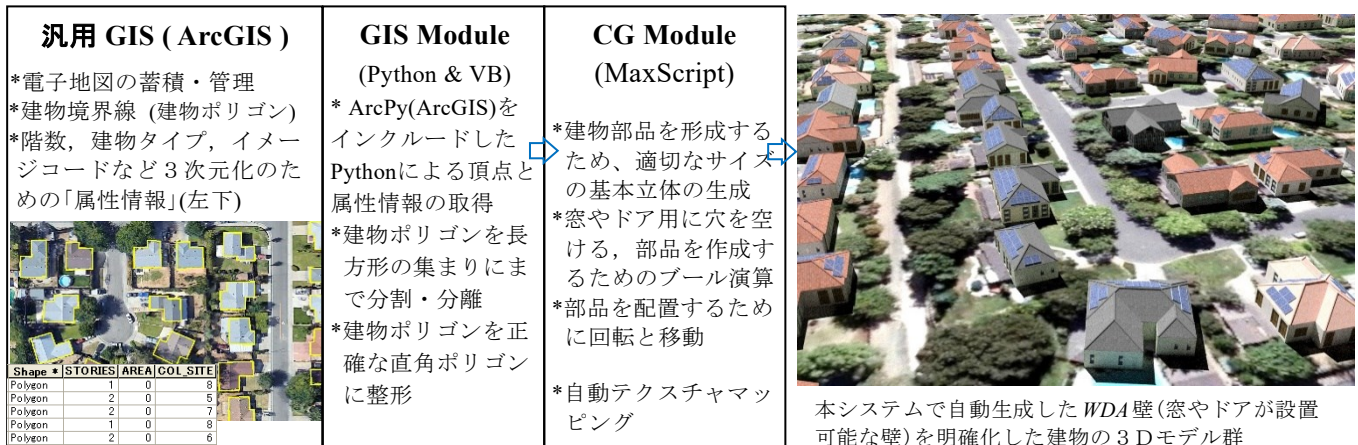 汎用 GIS ( ArcGIS )
*電子地図の蓄積・管理
*建物境界線 (建物ポリゴン)
*階数，建物タイプ，イメ
ージコードなど３次元化のた
めの「属性情報」(左下)
Shape * STORIES AREA COL_SITE
Polygon 1 0 8
Polygon 2 0 5
Polygon 2 0 7
Polygon 1 0 8
Polygon 2 0 6
GIS Module
(Python & VB)
* ArcPy(ArcGIS)を
インクルードした
Pythonによる頂点と
属性情報の取得
*建物ポリゴンを長
方形の集まりにま
で分割・分離
*建物ポリゴンを正
確な直角ポリゴン
に整形
CG Module
(MaxScript)
*建物部品を形成する
ため、適切なサイズ
の基本立体の生成
*窓やドア用に穴を空
ける，部品を作成す
るためのブール演算
*部品を配置するため
に回転と移動
*自動テクスチャマッ
ピング
本システムで自動生成した WDA 壁(窓やドアが設置
可能な壁)を明確化した建物の３Ｄモデル群